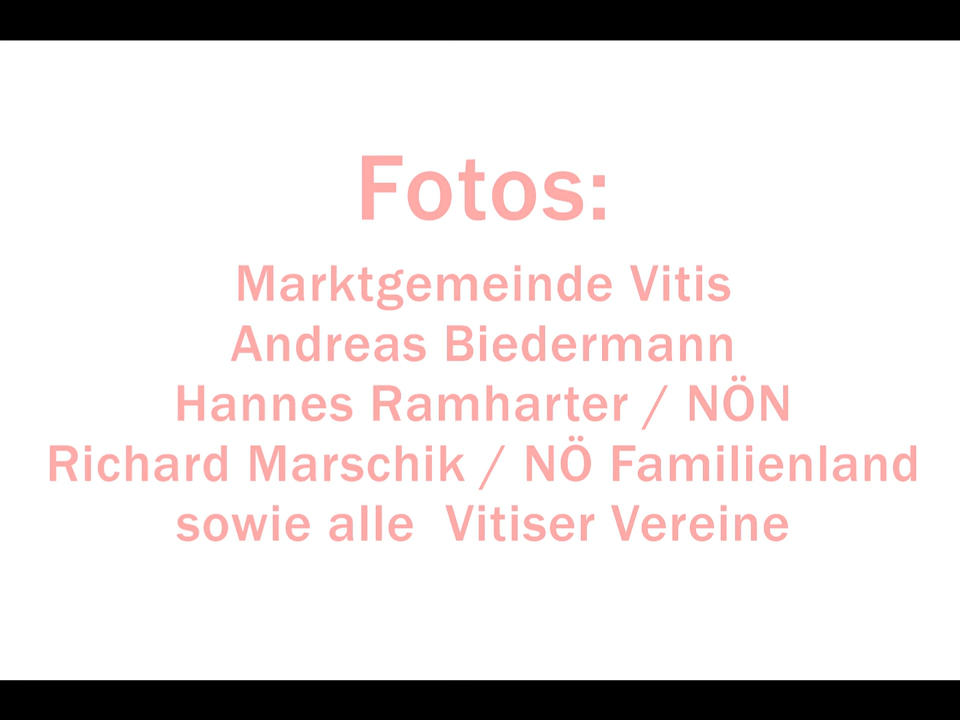 Fotos:
Marktgemeinde Vitis
Andreas Biedermann
Hannes Ramharter / NÖN
Richard Marschik / NÖ Familienland
sowie alle  Vitiser Vereine